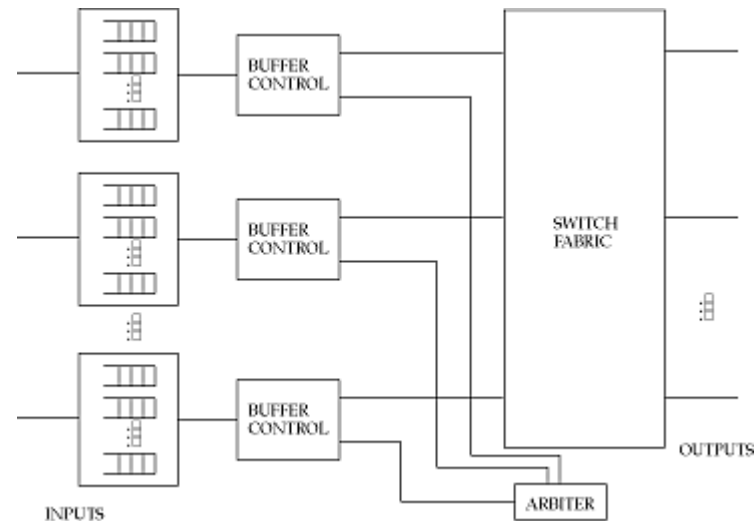 BUFFER
CONTROL
BUFFER
CONTROL
SWITCH
FABRIC
BUFFER
CONTROL
OUTPUTS
ARBITER
INPUTS